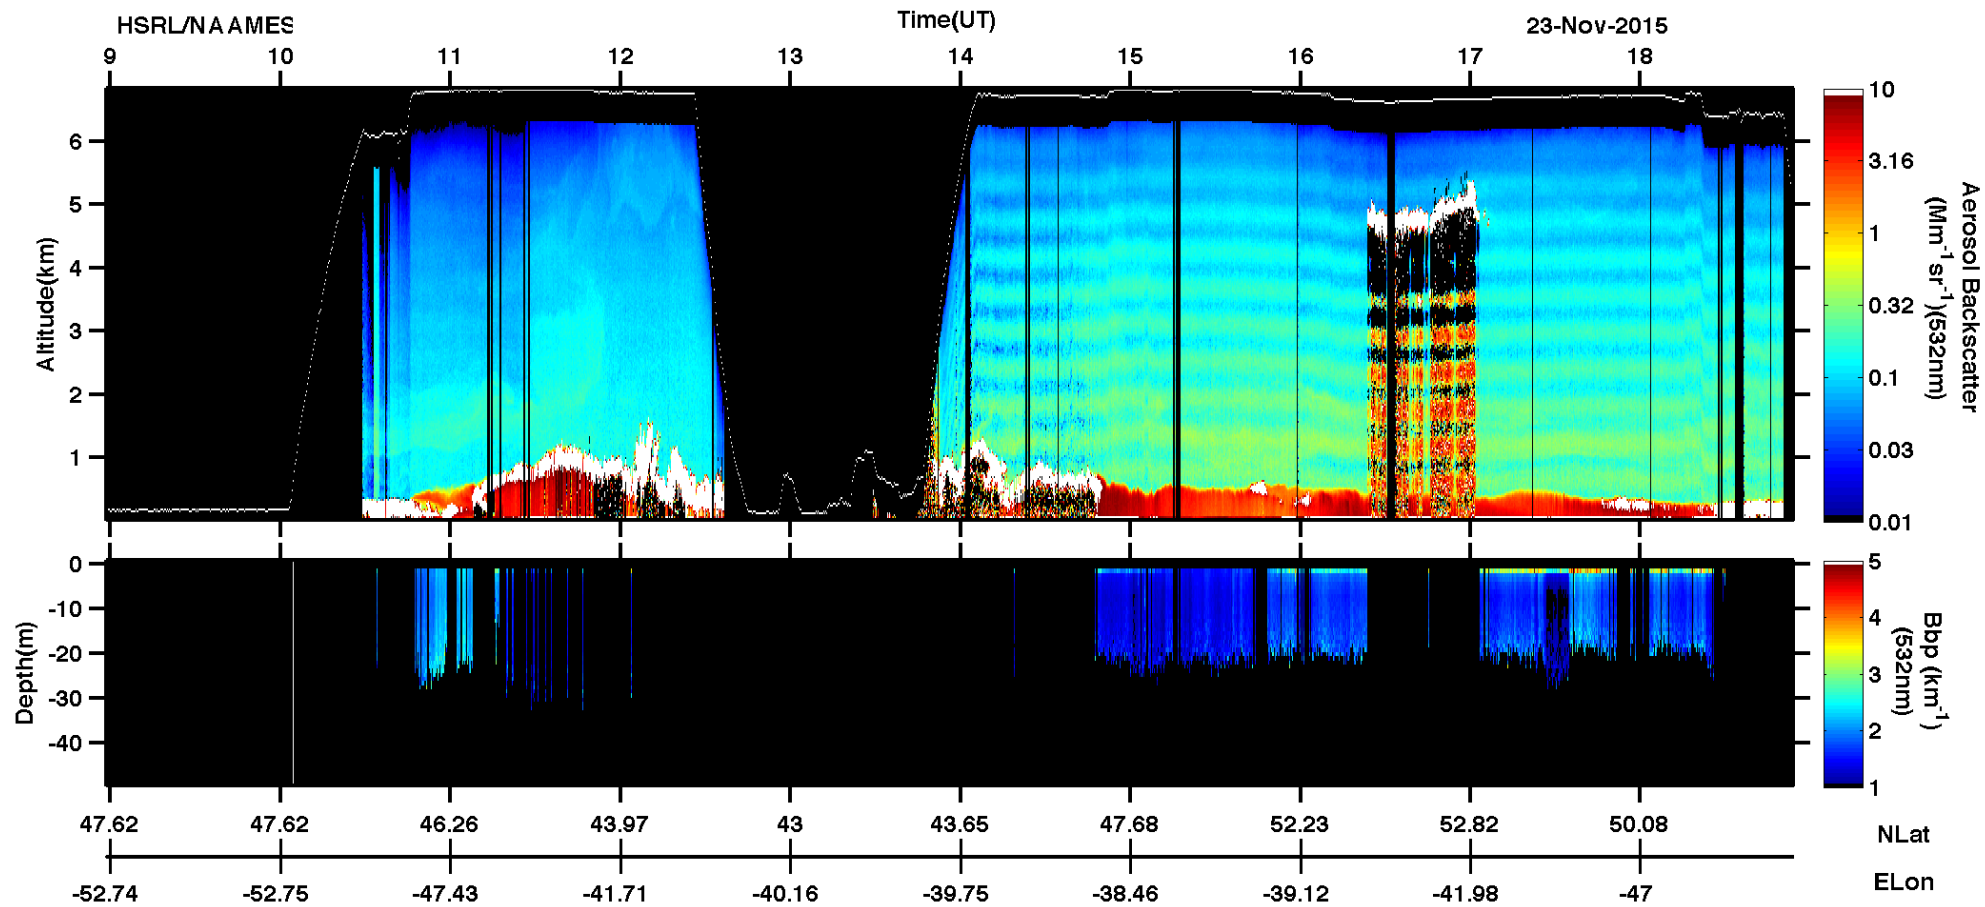 HSRL/NAAMES Time(UT) 23-Nov-2015
9 10 11 12 13 14 15 16 17 18
Altitude(km)
6
5
4
3
2
1
10
3.16
1
0.32
0.1
0.03
0.01
Aerosol Backscatter
(Mm-1 sr-1)(532nm)
Depth(m)
0
-10
-20
-30
-40
5
4
3
2
1
Bbp (km-1)
(532nm)
47.62 47.62 46.26 43.97 43 43.65 47.68 52.23 52.82 50.08 NLat
-52.74 -52.75 -47.43 -41.71 -40.16 -39.75 -38.46 -39.12 -41.98 -47 ELon